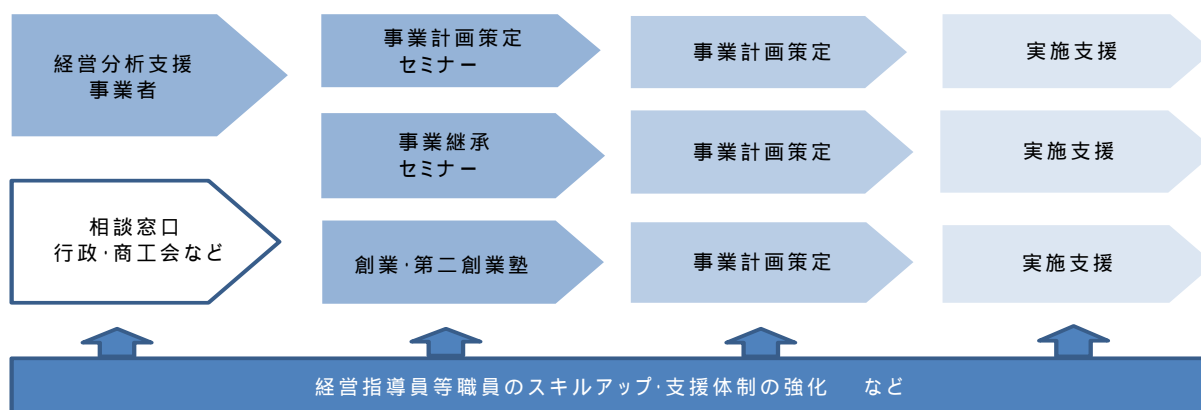 経営分析支援
事業者
事業計画策定
セミナー
事業計画策定
実施支援
事業継承
セミナー
事業計画策定
実施支援
相談窓口
行政・商工会など
創業・第二創業塾
事業計画策定
実施支援
経営指導員等職員のスキルアップ・支援体制の強化　など